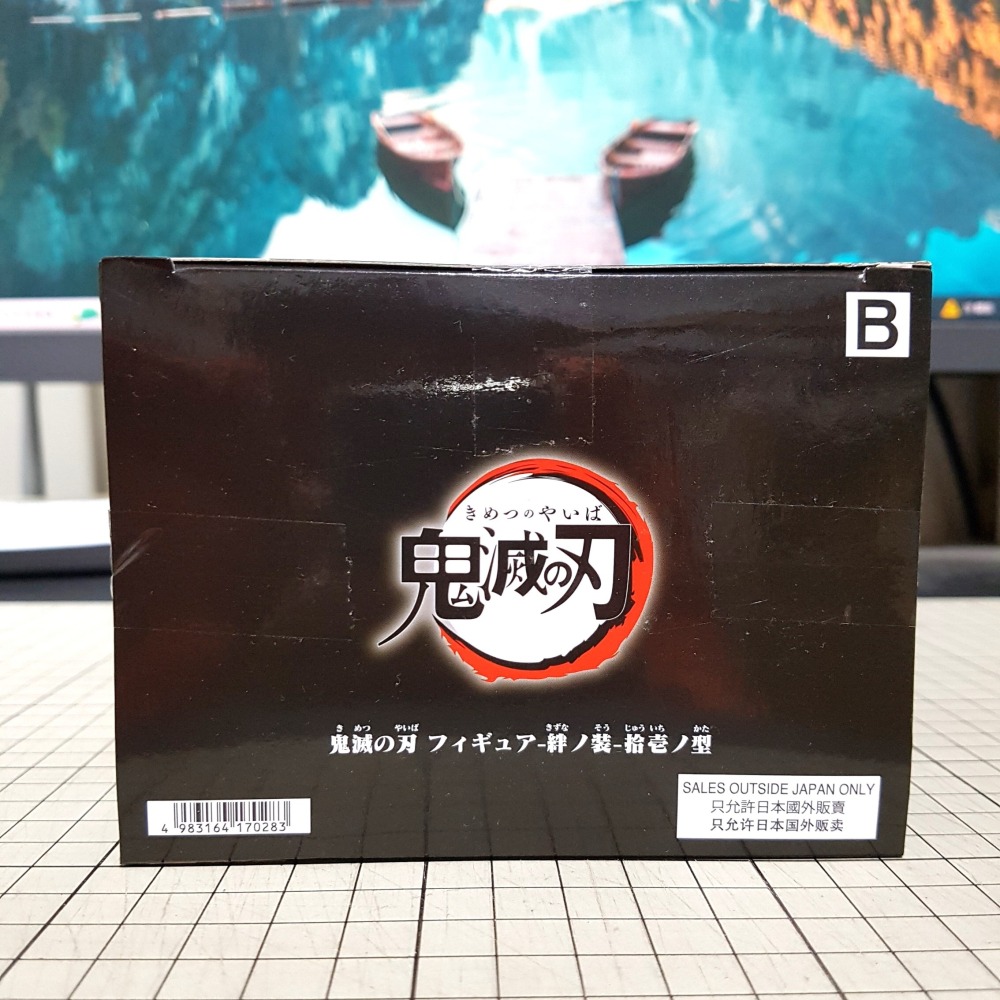 B
きめつのやいば
鬼滅の刃
き めつ やいば きずな そう じゅう いち かた
鬼滅の刃 フィギュア-絆ノ装-拾壱ノ型
SALES OUTSIDE JAPAN ONLY
只允許日本國外販賣
只允许日本国外贩卖
4 983164 170283